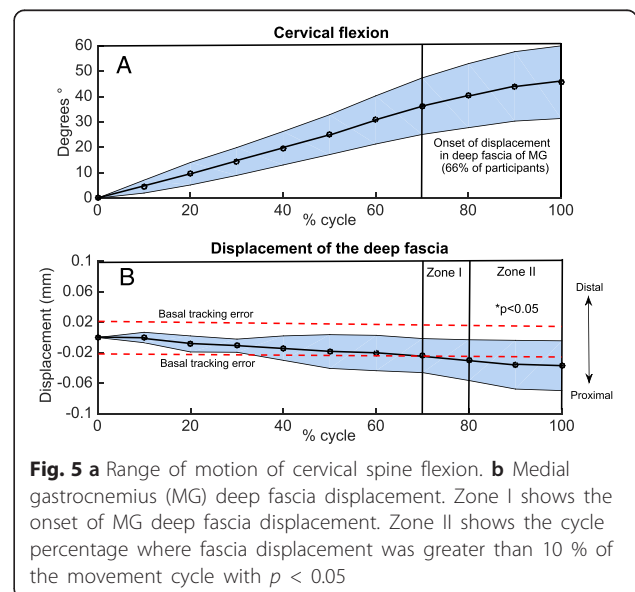 Cervical flexion
A
60
50
40
30
20
10
0
Degrees °
Onset of displacement
in deep fascia of MG
(66% of participants)
0 20 40 60 80 100
% cycle
Displacement of the deep fascia
B
0.1
0.06
0.02
-0.02
-0.06
-0.1
Displacement (mm)
Basal tracking error
Basal tracking error
Zone I
Zone II
*p<0.05
Distal
Proximal
0 20 40 60 80 100
% cycle
Fig. 5 a Range of motion of cervical spine flexion. b Medial
gastrocnemius (MG) deep fascia displacement. Zone I shows the
onset of MG deep fascia displacement. Zone II shows the cycle
percentage where fascia displacement was greater than 10 % of
the movement cycle with p < 0.05